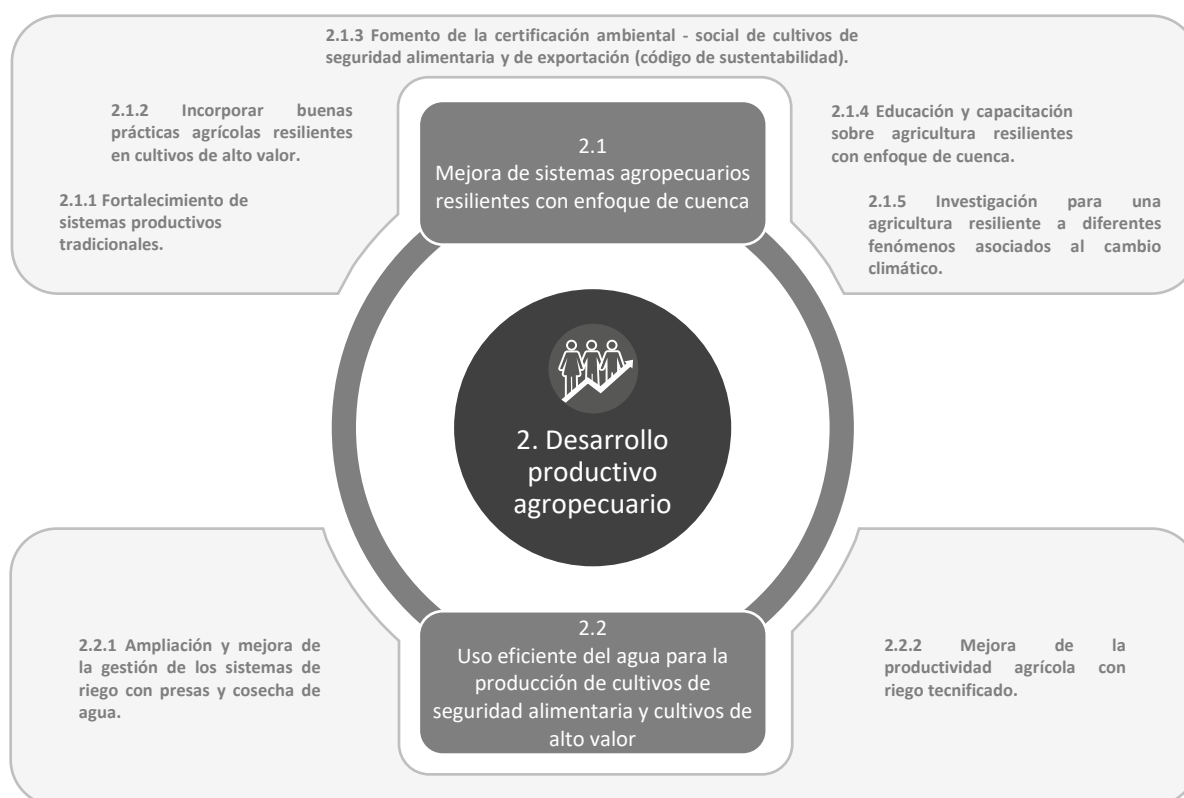 2.1.3 Fomento de la certificación ambiental - social de cultivos de
seguridad alimentaria y de exportación (código de sustentabilidad).
2.1.2 Incorporar buenas
prácticas agrícolas resilientes
en cultivos de alto valor.
2.1.1 Fortalecimiento de
sistemas productivos
tradicionales.
2.1
Mejora de sistemas agropecuarios
resilientes con enfoque de cuenca
2.1.4 Educación y capacitación
sobre agricultura resilientes
con enfoque de cuenca.
2.1.5 Investigación para una
agricultura resiliente a diferentes
fenómenos asociados al cambio
climático.
2. Desarrollo
productivo
agropecuario
2.2.1 Ampliación y mejora de
la gestión de los sistemas de
riego con presas y cosecha de
agua.
2.2
Uso eficiente del agua para la
producción de cultivos de
seguridad alimentaria y cultivos de
alto valor
2.2.2 Mejora de la
productividad agrícola con
riego tecnificado.